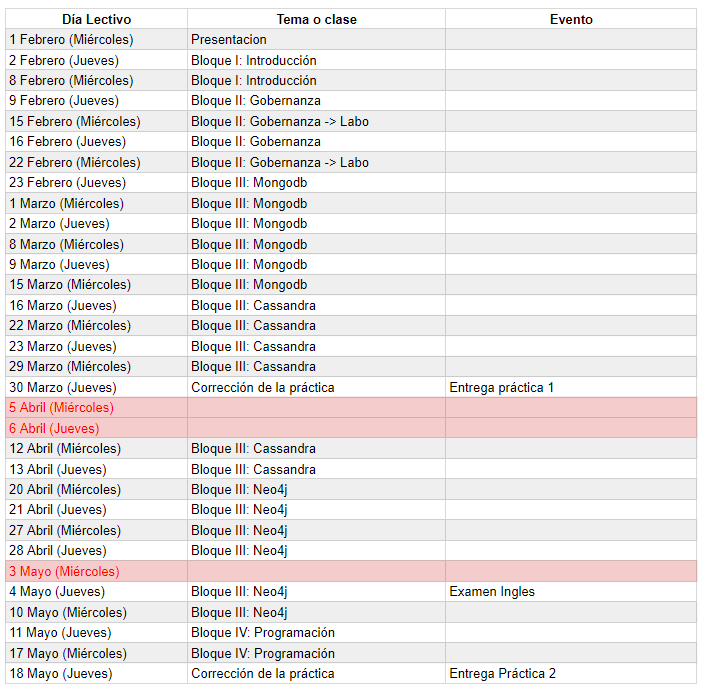 Día Lectivo Tema o clase Evento
1 Febrero (Miércoles) Presentacion
2 Febrero (Jueves) Bloque I: Introducción
8 Febrero (Miércoles) Bloque I: Introducción
9 Febrero (Jueves) Bloque II: Gobernanza
15 Febrero (Miércoles) Bloque II: Gobernanza -> Labo
16 Febrero (Jueves) Bloque II: Gobernanza
22 Febrero (Miércoles) Bloque II: Gobernanza -> Labo
23 Febrero (Jueves) Bloque III: Mongodb
1 Marzo (Miércoles) Bloque III: Mongodb
2 Marzo (Jueves) Bloque III: Mongodb
8 Marzo (Miércoles) Bloque III: Mongodb
9 Marzo (Jueves) Bloque III: Mongodb
15 Marzo (Miércoles) Bloque III: Mongodb
16 Marzo (Jueves) Bloque III: Cassandra
22 Marzo (Miércoles) Bloque III: Cassandra
23 Marzo (Jueves) Bloque III: Cassandra
29 Marzo (Miércoles) Bloque III: Cassandra
30 Marzo (Jueves) Corrección de la práctica Entrega práctica 1
5 Abril (Miércoles)
6 Abril (Jueves)
12 Abril (Miércoles) Bloque III: Cassandra
13 Abril (Jueves) Bloque III: Cassandra
20 Abril (Miércoles) Bloque III: Neo4j
21 Abril (Jueves) Bloque III: Neo4j
27 Abril (Miércoles) Bloque III: Neo4j
28 Abril (Jueves) Bloque III: Neo4j
3 Mayo (Miércoles)
4 Mayo (Jueves) Bloque III: Neo4j Examen Ingles
10 Mayo (Miércoles) Bloque III: Neo4j
11 Mayo (Jueves) Bloque IV: Programación
17 Mayo (Miércoles) Bloque IV: Programación
18 Mayo (Jueves) Corrección de la práctica Entrega Práctica 2